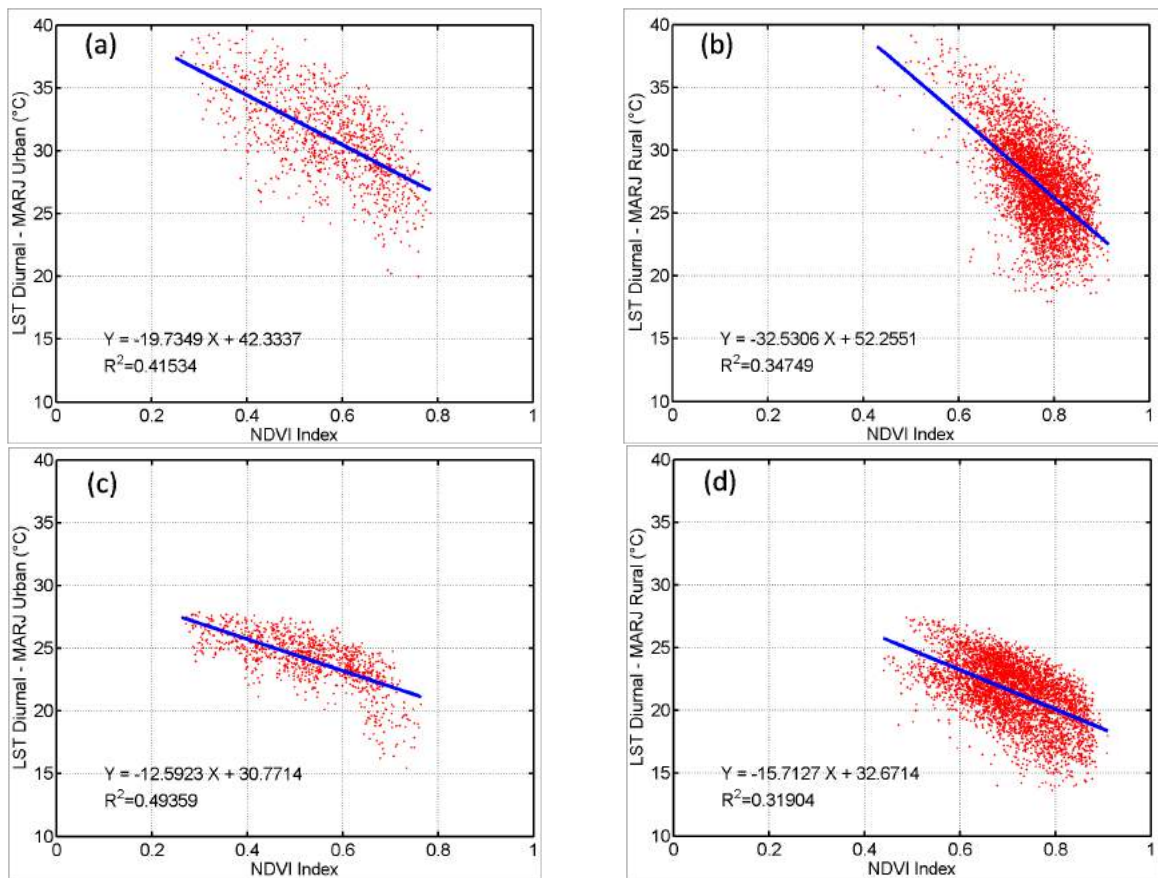 (a)
LST Diurnal - MARJ Urban (°C)
40
35
30
25
20
15
10
Y = -19.7349 X + 42.3337
R²=0.41534
0 0.2 0.4 0.6 0.8 1
NDVI Index
(b)
LST Diurnal - MARJ Rural (°C)
40
35
30
25
20
15
10
Y = -32.5306 X + 52.2551
R²=0.34749
0 0.2 0.4 0.6 0.8 1
NDVI Index
(c)
LST Diurnal - MARJ Urban (°C)
40
35
30
25
20
15
10
Y = -12.5923 X + 30.7714
R²=0.49359
0 0.2 0.4 0.6 0.8 1
NDVI Index
(d)
LST Diurnal - MARJ Rural (°C)
40
35
30
25
20
15
10
Y = -15.7127 X + 32.6714
R²=0.31904
0 0.2 0.4 0.6 0.8 1
NDVI Index